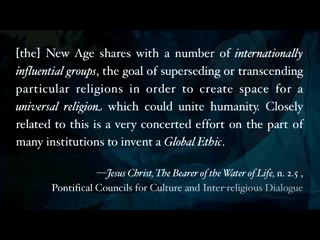 [the] New Age shares with a number of internationally
influential groups, the goal of superseding or transcending
particular religions in order to create space for a
universal religion, which could unite humanity. Closely
related to this is a very concerted effort on the part of
many institutions to invent a Global Ethic.
—Jesus Christ, The Bearer of the Water of Life, n. 2.5 ,
Pontifical Councils for Culture and Inter-religious Dialogue